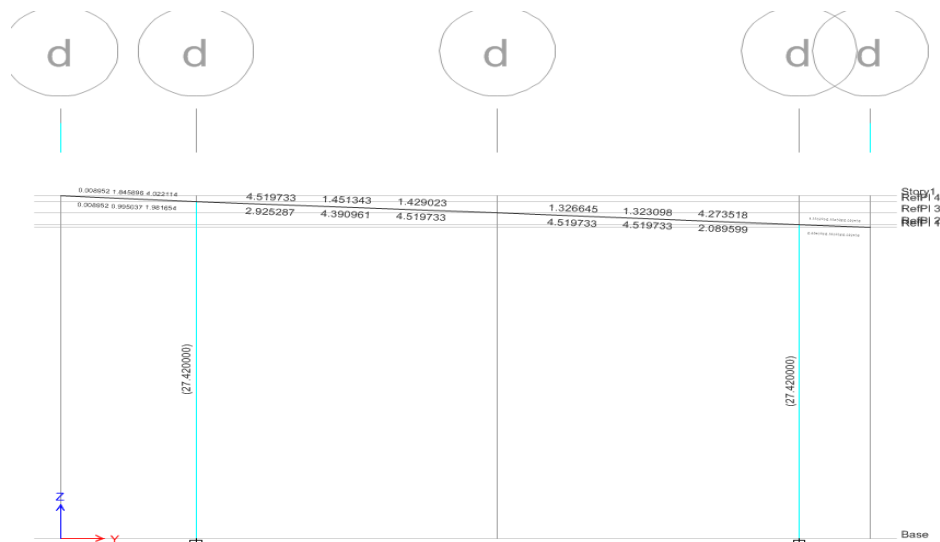 d d d d d
Story1
RefPl 4
RefPl 3
RefPl 2
RefPl 1
0.008952 1.845898 4.022114
4.519733 1.451343 1.429023
1.326645 1.323098 4.273518
0.008952 0.955037 1.981654
2.925287 4.390961 4.519733
4.519733 4.519733 2.089599
(27.420000) (27.420000)
Z
Y
Base